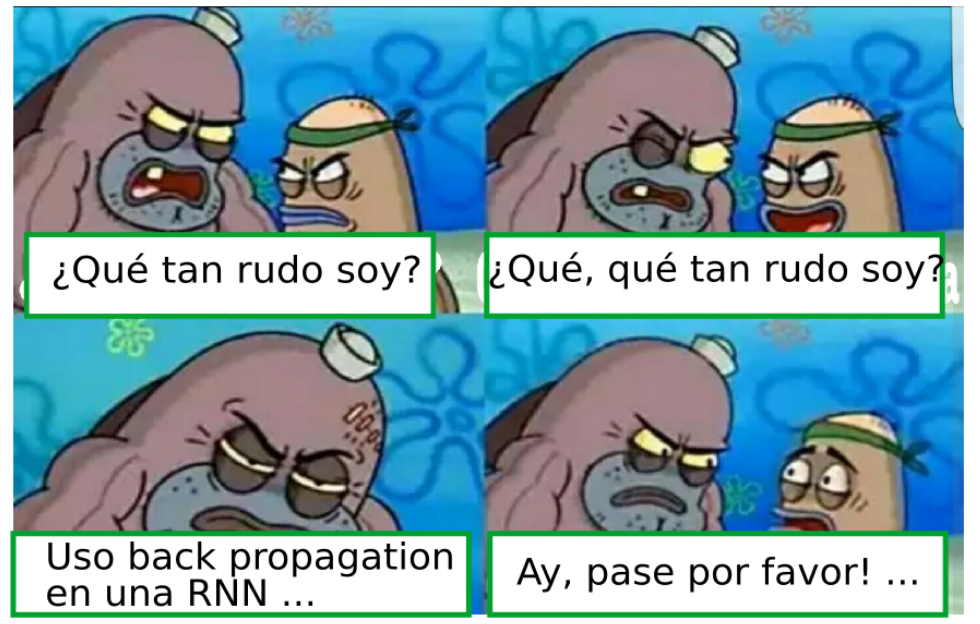 ¿Qué tan rudo soy?
¿Qué, qué tan rudo soy?
Uso back propagation
en una RNN ...
Ay, pase por favor! ...